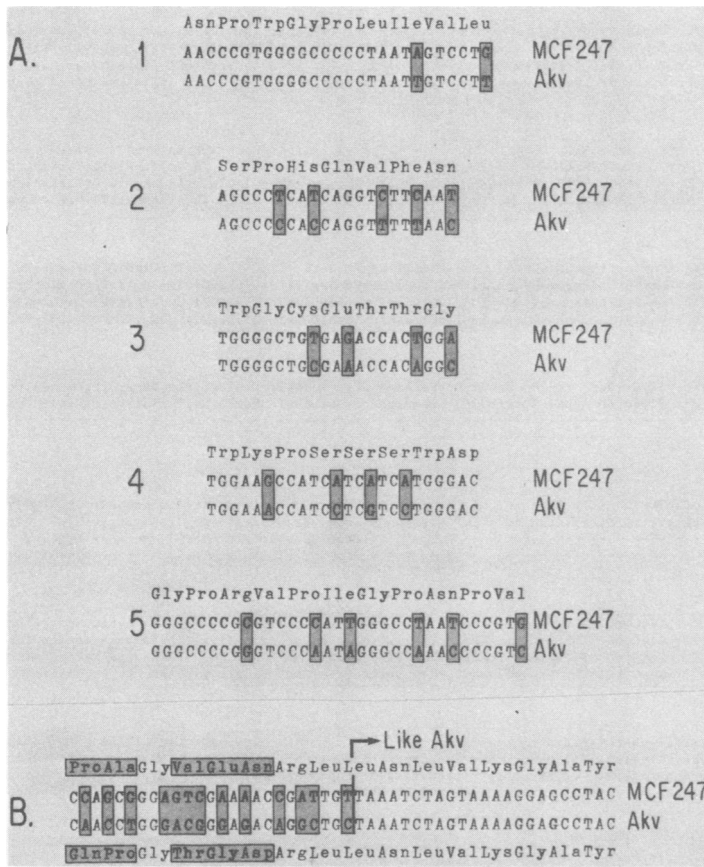 AsnProTrpGlyProLeuIleValLeu
A. 1 AACCCGTGGGGCCCCCTAATAGTCCTG MCF247
AACCCGTGGGGCCCCCTAATTGTCCTT Akv
SerProHisGlnValPheAsn
2 AGCCCTCATCAGGTCTTCAAT MCF247
AGCCCCCACCAGGTTTTTAAC Akv
TrpGlyCysGluThrThrGly
3 TGGGGCTGTGAGACCACTGGA MCF247
TGGGGCTGCGAAACCACAGGC Akv
TrpLysProSerSerSerTrpAsp
4 TGGAAGCCATCATCATCATGGGAC MCF247
TGGAAACCATCCTCGTCCTGGGAC Akv
GlyProArgValProIleGlyProAsnProVal
5 GGGCCCCGCGTCCCCATTGGGCCTAATCCCGTG MCF247
GGGCCCCGGGTCCCAATAGGGCCAAACCCCGTC Akv
Like Akv
ProAlaGlyValGluAsnArgLeuLeuAsnLeuValLysGlyAlaTyr
B. CCAGCGGGAGTCGAAAACCGATTGTTAAATCTAGTAAAAGGAGCCTAC MCF247
CAACCTGGGACGGGAGACAGGCTGCTAAATCTAGTAAAAGGAGCCTAC Akv
GlnProGlyThrGlyAspArgLeuLeuAsnLeuValLysGlyAlaTyr